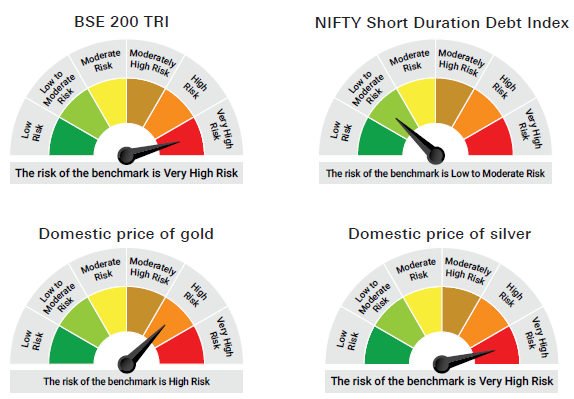 BSE 200 TRI
Low
Risk
Low to
Moderate
Risk
Moderate
Risk
Moderately
High Risk
High
Risk
Very High
Risk
The risk of the benchmark is Very High Risk
NIFTY Short Duration Debt Index
Low
Risk
Low to
Moderate
Risk
Moderate
Risk
Moderately
High Risk
High
Risk
Very High
Risk
The risk of the benchmark is Low to Moderate Risk
Domestic price of gold
Low
Risk
Low to
Moderate
Risk
Moderate
Risk
Moderately
High Risk
High
Risk
Very High
Risk
The risk of the benchmark is High Risk
Domestic price of silver
Low
Risk
Low to
Moderate
Risk
Moderate
Risk
Moderately
High Risk
High
Risk
Very High
Risk
The risk of the benchmark is Very High Risk